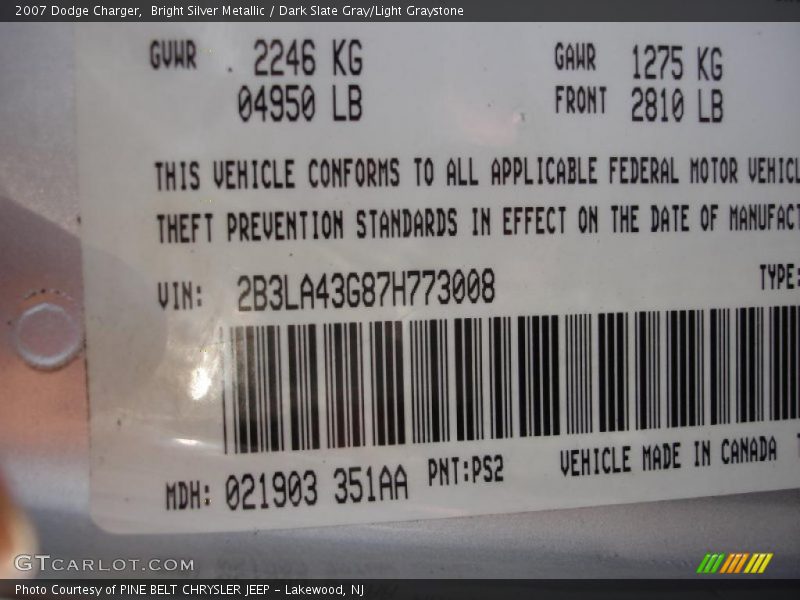 2007 Dodge Charger,  Bright Silver Metallic / Dark Slate Gray/Light Graystone
GVWR 2246 KG GAWR 1275 KG
04950 LB FRONT 2810 LB
THIS VEHICLE CONFORMS TO ALL APPLICABLE FEDERAL MOTOR VEHICL
THEFT PREVENTION STANDARDS IN EFFECT ON THE DATE OF MANUFACT
VIN: 2B3LA43G87H773008 TYPE:
MDH: 021903 351AA PNT:PS2 VEHICLE MADE IN CANADA
GTCARLOT.COM
Photo Courtesy of PINE BELT CHRYSLER JEEP - Lakewood, NJ